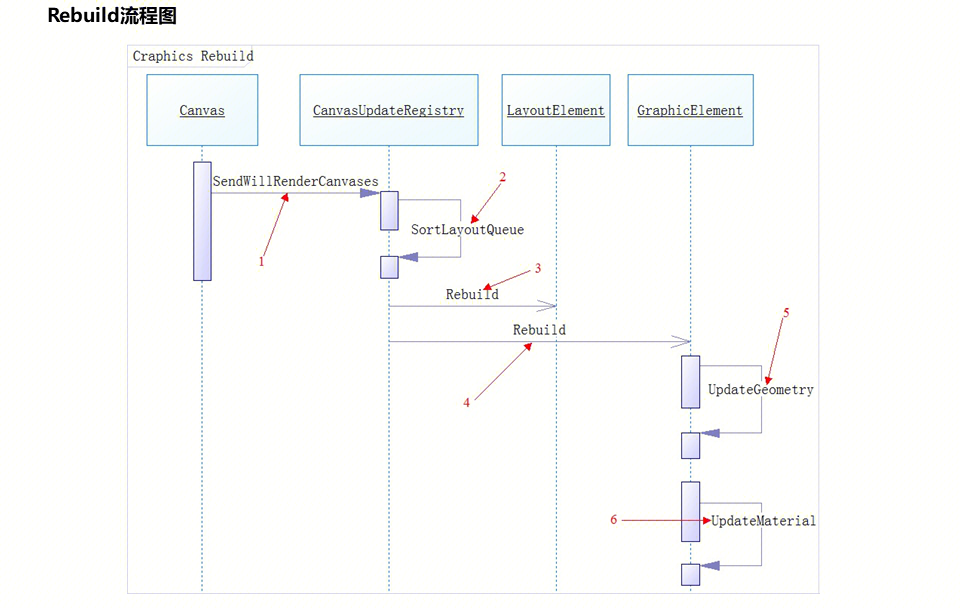 Rebuild流程图
Craphics Rebuild
Canvas
CanvasUpdateRegistry
LayoutElement
GraphicElement
SendWillRenderCanvases
2
SortLayoutQueue
1
3
Rebuild
5
Rebuild
UpdateGeometry
4
6
UpdateMaterial